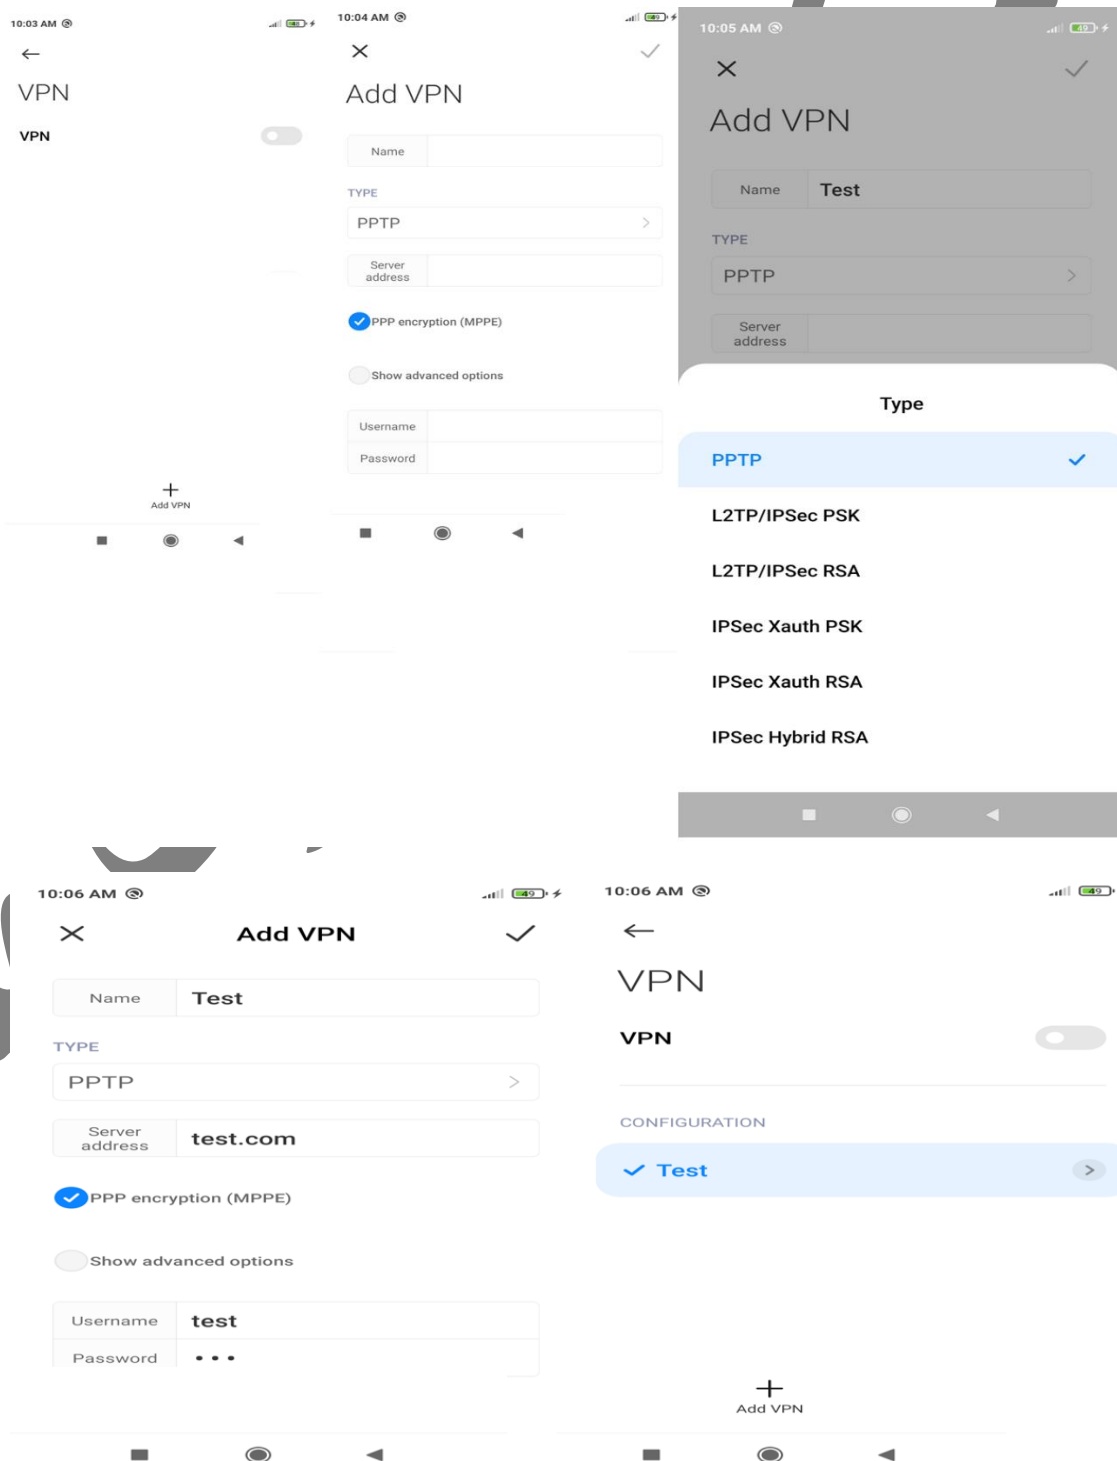 10:03 AM
VPN
VPN
Add VPN
10:04 AM
49
Add VPN
Name
TYPE
PPTP
Server
address
PPP encryption (MPPE)
Show advanced options
Username
Password
10:05 AM
49
Add VPN
Name Test
TYPE
PPTP
Server
address
Type
PPTP
L2TP/IPSec PSK
L2TP/IPSec RSA
IPSec Xauth PSK
IPSec Xauth RSA
IPSec Hybrid RSA
10:06 AM
49
Add VPN
Name Test
TYPE
PPTP
Server
address test.com
PPP encryption (MPPE)
Show advanced options
Username test
Password •••
10:06 AM
49
VPN
VPN
CONFIGURATION
Test
Add VPN